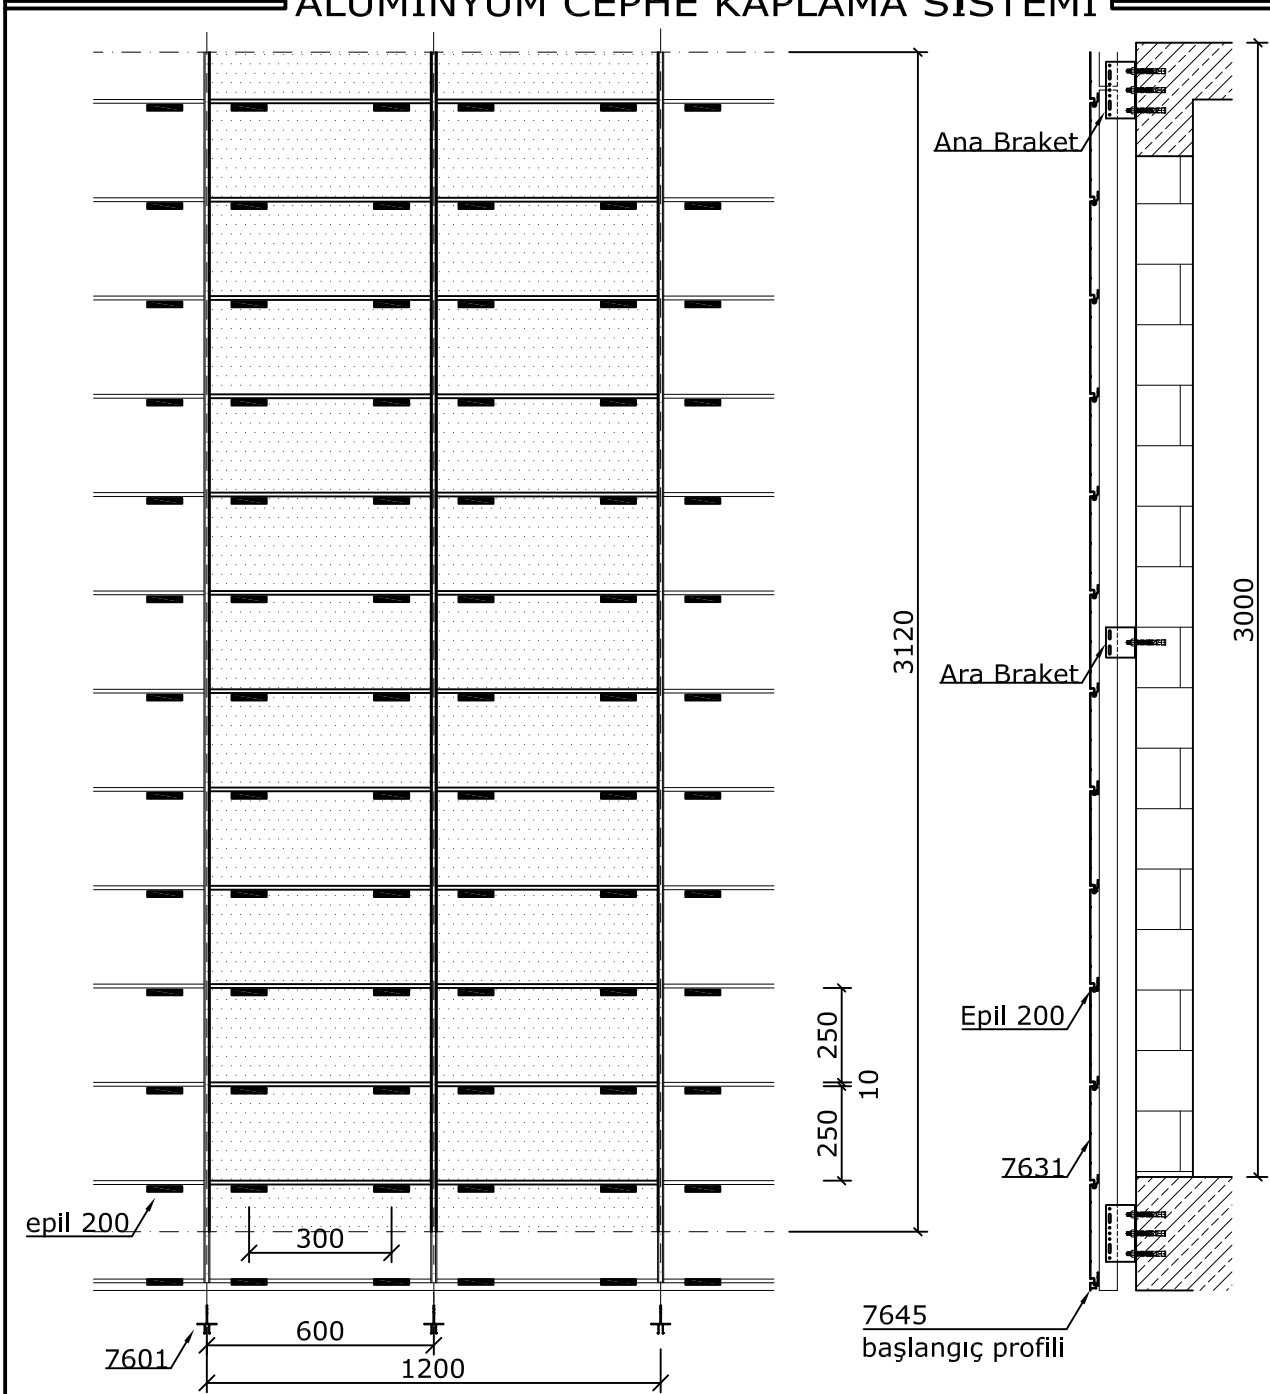 ALÜMİNYUM CEPHE KAPLAMA SİSTEMİ
Ana Braket
3120
3000
Ara Braket
Epil 200
250
10
250
7631
epil 200
300
7645
başlangıç profili
7601
600
1200